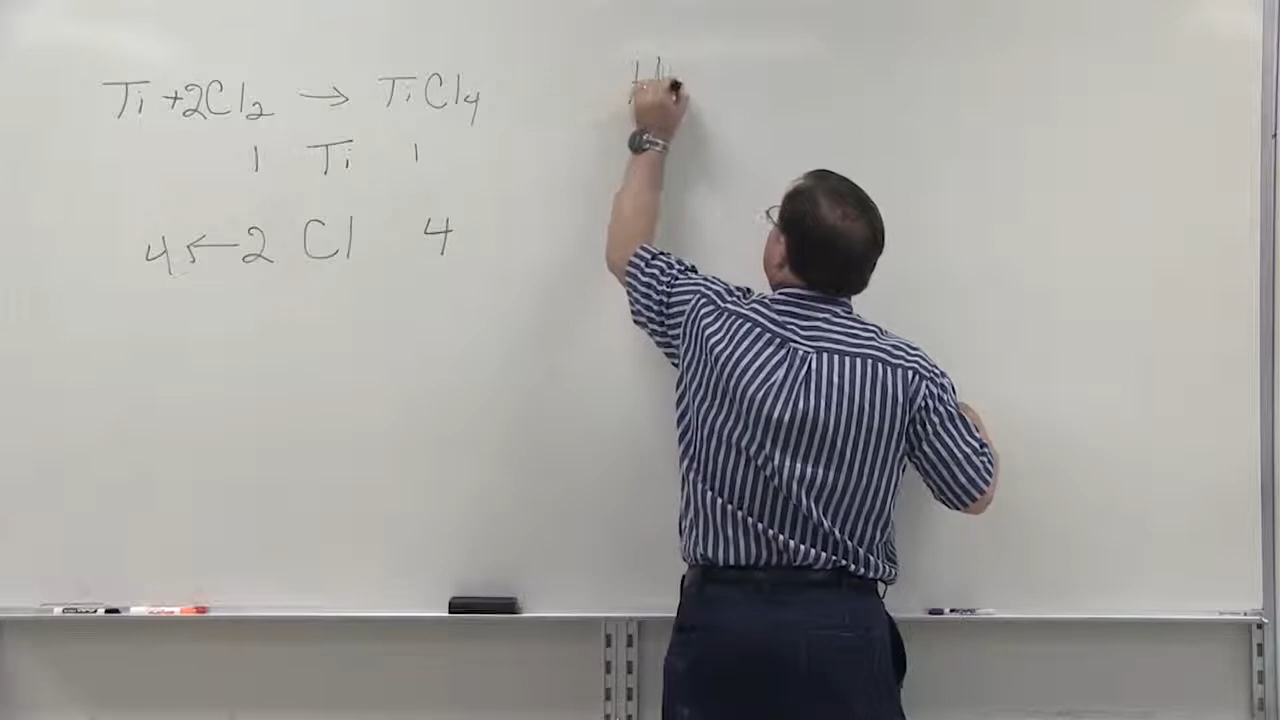 Ti + 2Cl₂ → TiCl₄
1 Ti 1
4 ← 2 Cl 4
H